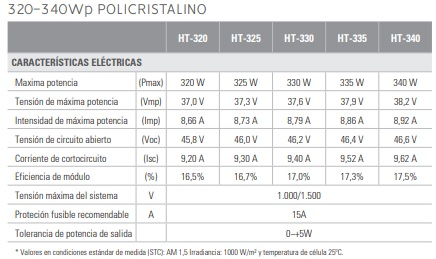 320-340Wp POLICRISTALINO
HT-320 HT-325 HT-330 HT-335 HT-340
CARACTERÍSTICAS ELÉCTRICAS
Maxima potencia (Pmax) 320 W 325 W 330 W 335 W 340 W
Tensión de máxima potencia (Vmp) 37,0 V 37,3 V 37,6 V 37,9 V 38,2 V
Intensidad de máxima potencia (Imp) 8,66 A 8,73 A 8,79 A 8,86 A 8,92 A
Tensión de circuito abierto (Voc) 45,8 V 46,0 V 46,2 V 46,4 V 46,6 V
Corriente de cortocircuito (Isc) 9,20 A 9,30 A 9,40 A 9,52 A 9,62 A
Eficiencia de módulo (%) 16,5% 16,7% 17,0% 17,3% 17,5%
Tensión máxima del sistema V 1.000/1.500
Proteción fusible recomendable A 15A
Tolerancia de potencia de salida 0~+5W
* Valores en condiciones estándar de medida (STC): AM 1,5 Irradiancia: 1000 W/m² y temperatura de célula 25ºC.